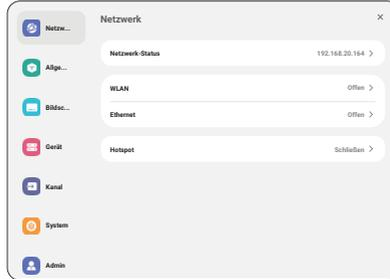 Netzwerk
×
Netzw...
Allge...
Bildsc...
Gerät
Kanal
System
Admin
Netzwerk-Status 192.168.20.164 >
WLAN Offen >
Ethernet Offen >
Hotspot Schließen >